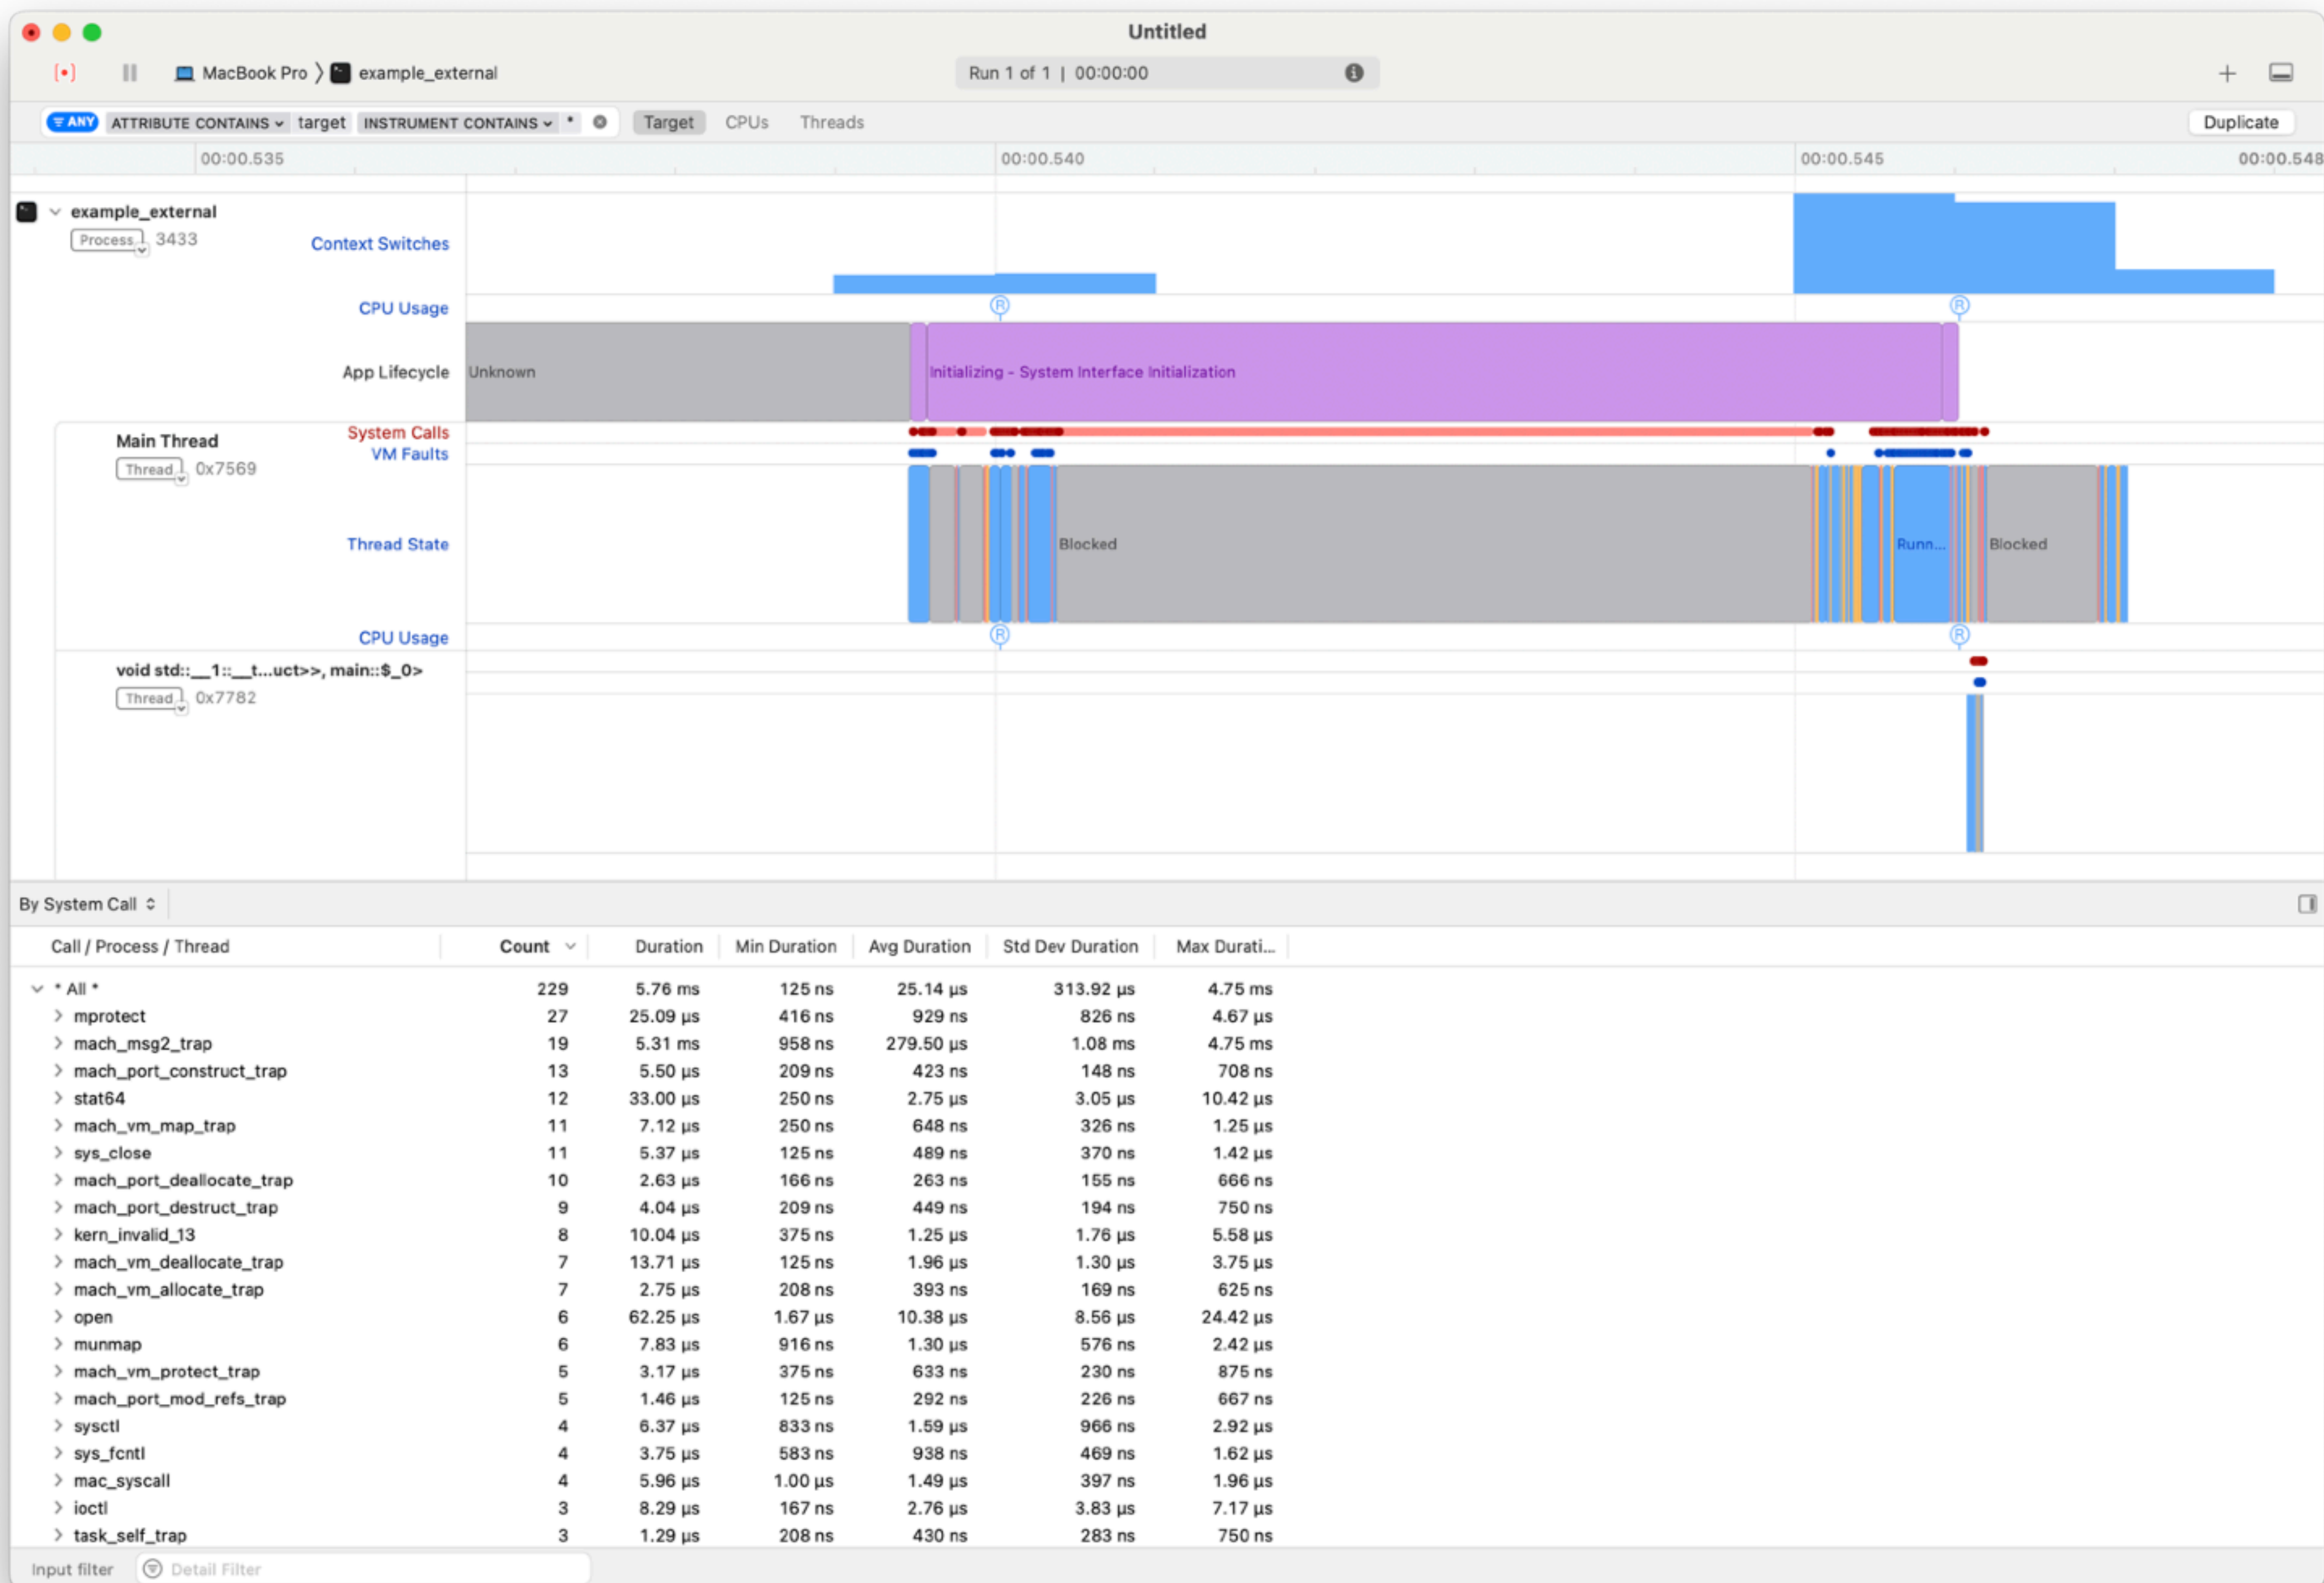 Untitled
MacBook Pro 〉 example_external
Run 1 of 1 | 00:00:00
ANY ATTRIBUTE CONTAINS target INSTRUMENT CONTAINS * Target CPUs Threads Duplicate
00:00.535 00:00.540 00:00.545 00:00.548
example_external
Process 3433
Context Switches
CPU Usage R R
App Lifecycle Unknown Initializing - System Interface Initialization
Main Thread System Calls
Thread 0x7569 VM Faults
Thread State Blocked Runn... Blocked
CPU Usage R R
void std::__1::__t...uct>>, main::$_0>
Thread 0x7782
By System Call
Call / Process / Thread Count Duration Min Duration Avg Duration Std Dev Duration Max Durati...
* All * 229 5.76 ms 125 ns 25.14 µs 313.92 µs 4.75 ms
mprotect 27 25.09 µs 416 ns 929 ns 826 ns 4.67 µs
mach_msg2_trap 19 5.31 ms 958 ns 279.50 µs 1.08 ms 4.75 ms
mach_port_construct_trap 13 5.50 µs 209 ns 423 ns 148 ns 708 ns
stat64 12 33.00 µs 250 ns 2.75 µs 3.05 µs 10.42 µs
mach_vm_map_trap 11 7.12 µs 250 ns 648 ns 326 ns 1.25 µs
sys_close 11 5.37 µs 125 ns 489 ns 370 ns 1.42 µs
mach_port_deallocate_trap 10 2.63 µs 166 ns 263 ns 155 ns 666 ns
mach_port_destruct_trap 9 4.04 µs 209 ns 449 ns 194 ns 750 ns
kern_invalid_13 8 10.04 µs 375 ns 1.25 µs 1.76 µs 5.58 µs
mach_vm_deallocate_trap 7 13.71 µs 125 ns 1.96 µs 1.30 µs 3.75 µs
mach_vm_allocate_trap 7 2.75 µs 208 ns 393 ns 169 ns 625 ns
open 6 62.25 µs 1.67 µs 10.38 µs 8.56 µs 24.42 µs
munmap 6 7.83 µs 916 ns 1.30 µs 576 ns 2.42 µs
mach_vm_protect_trap 5 3.17 µs 375 ns 633 ns 230 ns 875 ns
mach_port_mod_refs_trap 5 1.46 µs 125 ns 292 ns 226 ns 667 ns
sysctl 4 6.37 µs 833 ns 1.59 µs 966 ns 2.92 µs
sys_fcntl 4 3.75 µs 583 ns 938 ns 469 ns 1.62 µs
mac_syscall 4 5.96 µs 1.00 µs 1.49 µs 397 ns 1.96 µs
ioctl 3 8.29 µs 167 ns 2.76 µs 3.83 µs 7.17 µs
task_self_trap 3 1.29 µs 208 ns 430 ns 283 ns 750 ns
Input filter Detail Filter